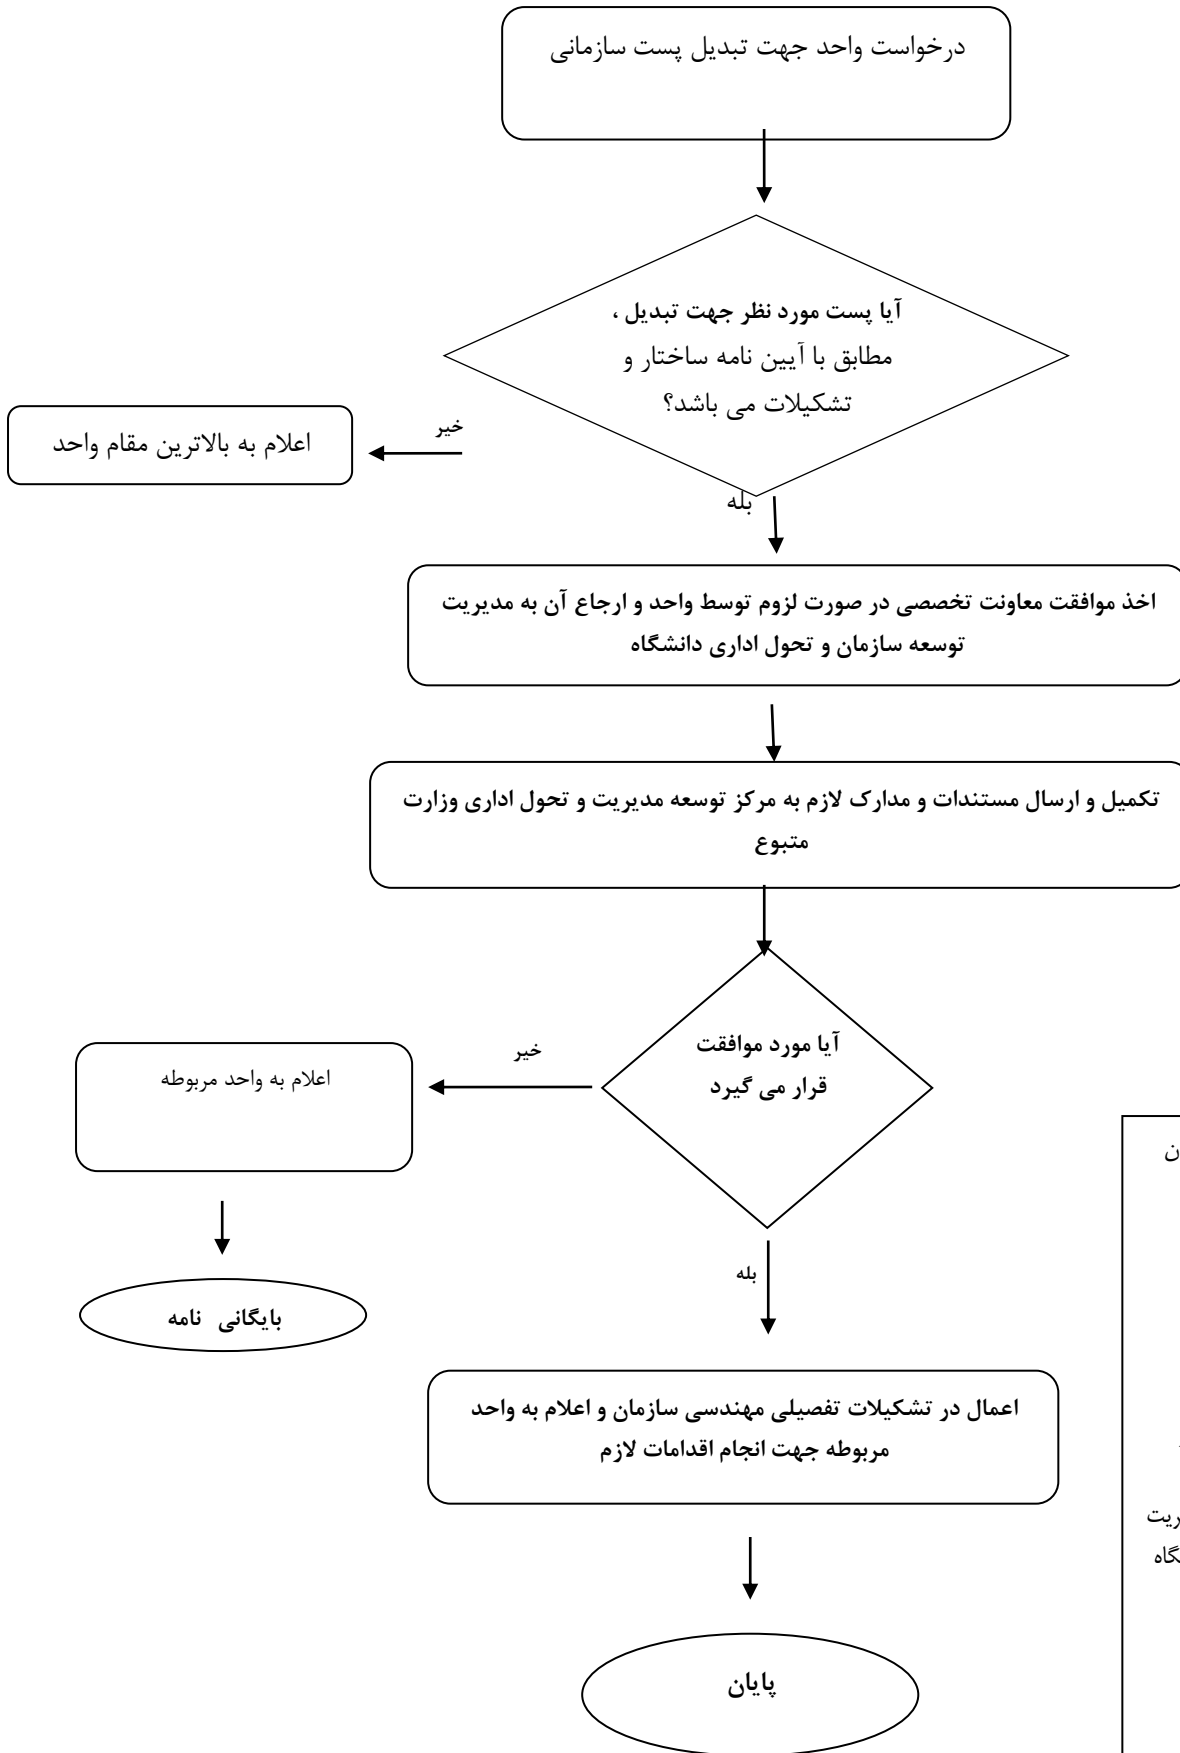 درخواست واحد جهت تبدیل پست سازمانی
آیا پست مورد نظر جهت تبدیل ،
مطابق با آیین نامه ساختار و
تشکیلات می باشد؟
خیر
اعلام به بالاترین مقام واحد
بله
اخذ موافقت معاونت تخصصی در صورت لزوم توسط واحد و ارجاع آن به مدیریت
توسعه سازمان و تحول اداری دانشگاه
تکمیل و ارسال مستندات و مدارک لازم به مرکز توسعه مدیریت و تحول اداری وزارت
متبوع
آیا مورد موافقت
قرار می گیرد
خیر
اعلام به واحد مربوطه
بایگانی نامه
بله
اعمال در تشکیلات تفصیلی مهندسی سازمان و اعلام به واحد
مربوطه جهت انجام اقدامات لازم
پایان